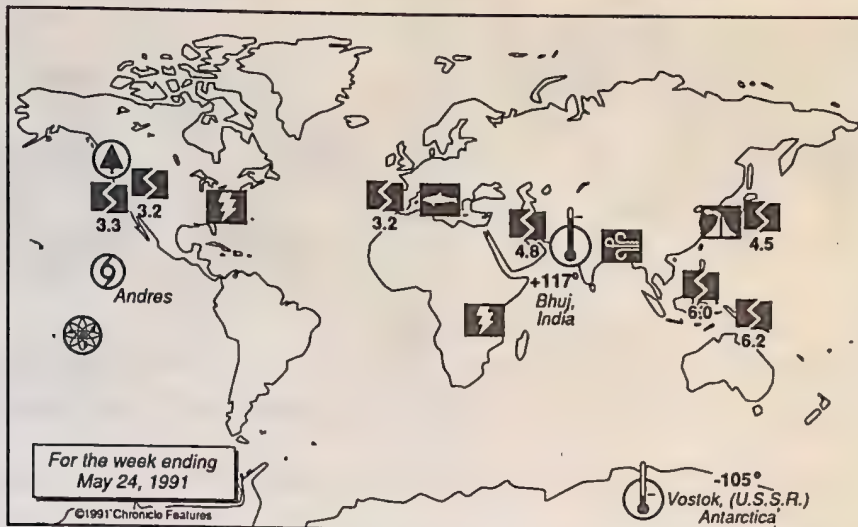 3.3
3.2
3.2
4.8
4.5
+117°
Bhuj,
India
Andres
6.0
6.2
For the week ending
May 24, 1991
©1991 Chronicle Features
-105°
Vostok, (U.S.S.R.)
Antarctica